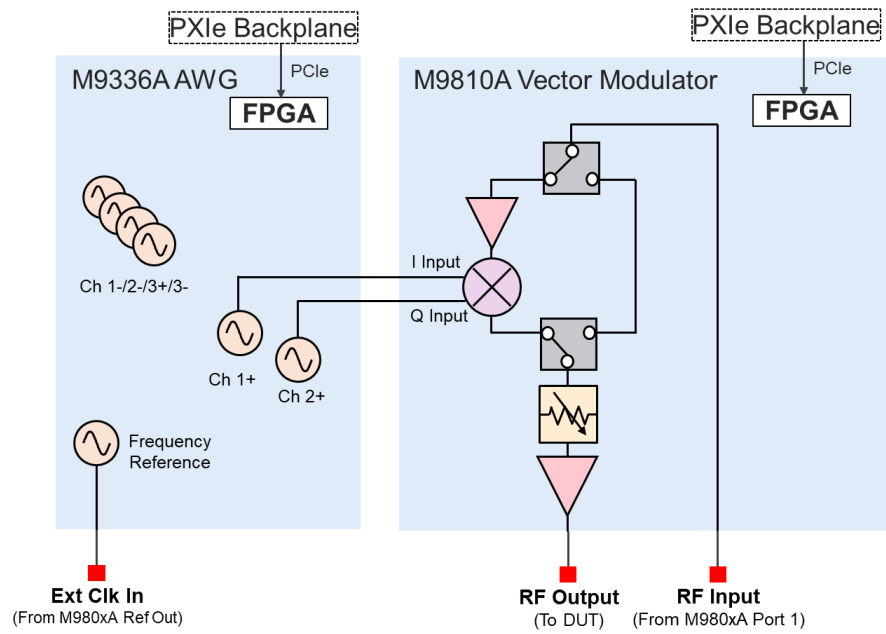 PXIe Backplane
PCIe
M9336A AWG
FPGA
Ch 1-/2-/3+/3-
Ch 1+
Ch 2+
Frequency
Reference
Ext Clk In
(From M980xA Ref Out)
PXIe Backplane
PCIe
M9810A Vector Modulator
FPGA
I Input
Q Input
RF Output
(To DUT)
RF Input
(From M980xA Port 1)